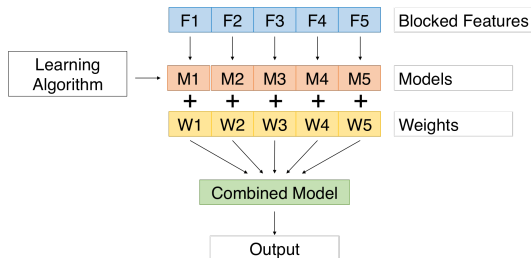 F1 F2 F3 F4 F5 Blocked Features
Learning
Algorithm
M1 M2 M3 M4 M5 Models
+ + + + +
W1 W2 W3 W4 W5 Weights
Combined Model
Output